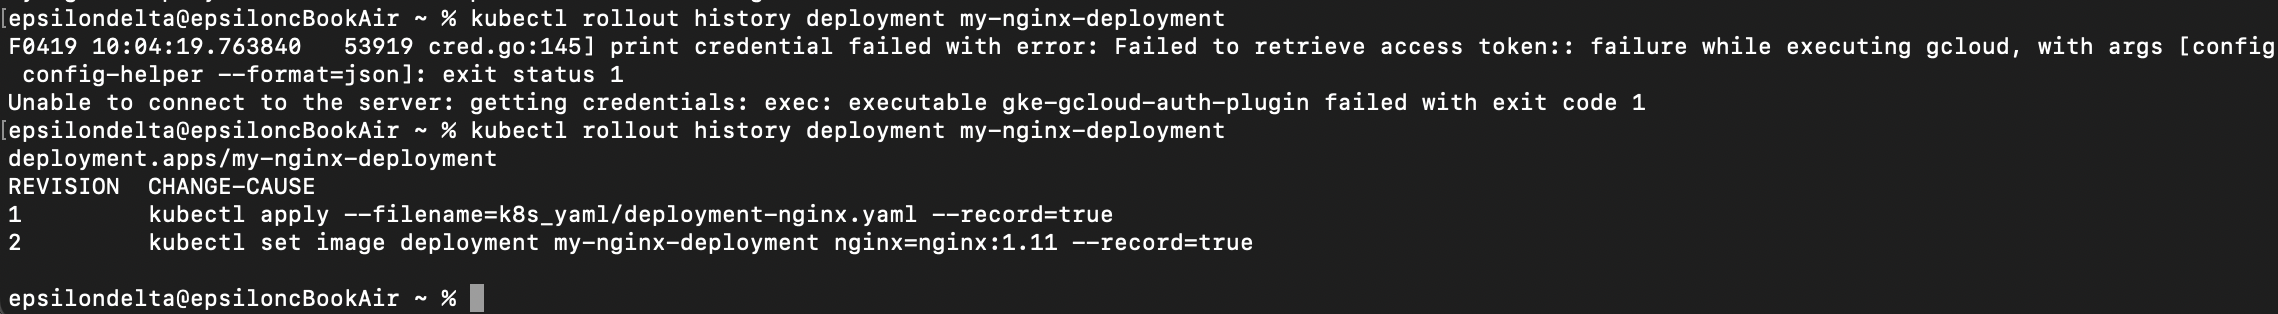 [epsilondelta@epsiloncBookAir ~ % kubectl rollout history deployment my-nginx-deployment
F0419 10:04:19.763840   53919 cred.go:145] print credential failed with error: Failed to retrieve access token:: failure while executing gcloud, with args [config
 config-helper --format=json]: exit status 1
Unable to connect to the server: getting credentials: exec: executable gke-gcloud-auth-plugin failed with exit code 1
[epsilondelta@epsiloncBookAir ~ % kubectl rollout history deployment my-nginx-deployment
deployment.apps/my-nginx-deployment
REVISION  CHANGE-CAUSE
1         kubectl apply --filename=k8s_yaml/deployment-nginx.yaml --record=true
2         kubectl set image deployment my-nginx-deployment nginx=nginx:1.11 --record=true
epsilondelta@epsiloncBookAir ~ %